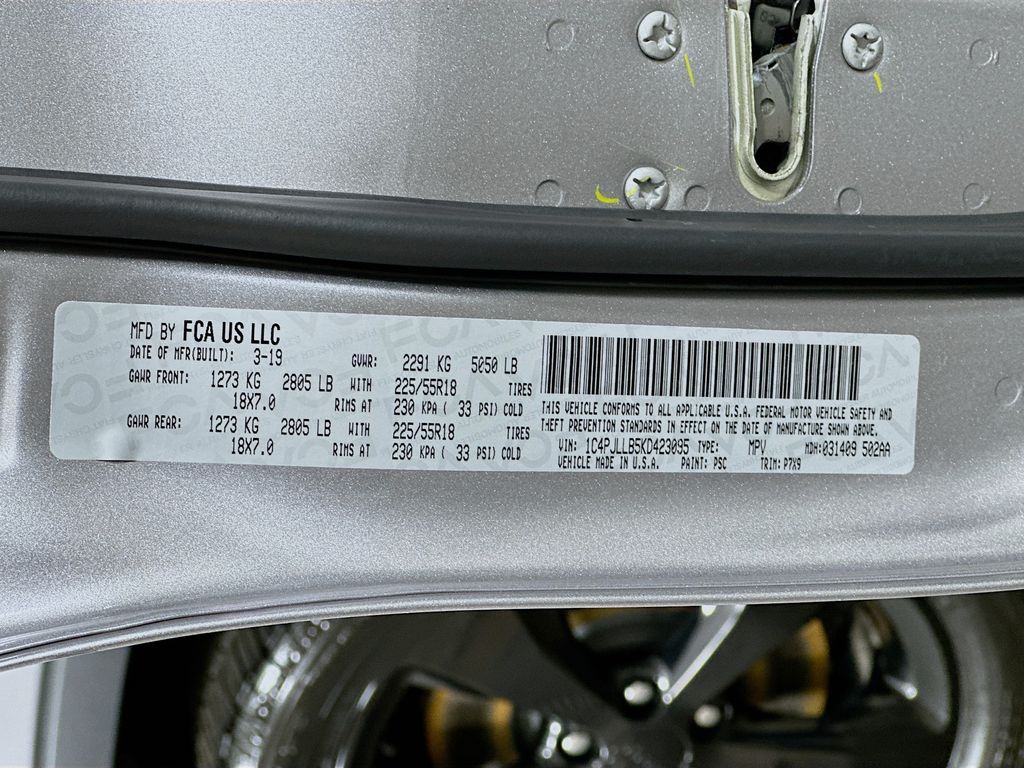 MFD BY FCA US LLC
DATE OF MFR(BUILT): 3-19 GVWR: 2291 KG 5050 LB
GAWR FRONT: 1273 KG 2805 LB WITH 225/55R18 TIRES
18X7.0 RIMS AT 230 KPA ( 33 PSI) COLD
GAWR REAR: 1273 KG 2805 LB WITH 225/55R18 TIRES
18X7.0 RIMS AT 230 KPA ( 33 PSI) COLD
THIS VEHICLE CONFORMS TO ALL APPLICABLE U.S.A. FEDERAL MOTOR VEHICLE SAFETY AND
THEFT PREVENTION STANDARDS IN EFFECT ON THE DATE OF MANUFACTURE SHOWN ABOVE.
VIN: 1C4PJLLB5KD423095 TYPE: MPV MDH:031409 502AA
VEHICLE MADE IN U.S.A. PAINT: PSC TRIM: P7X9